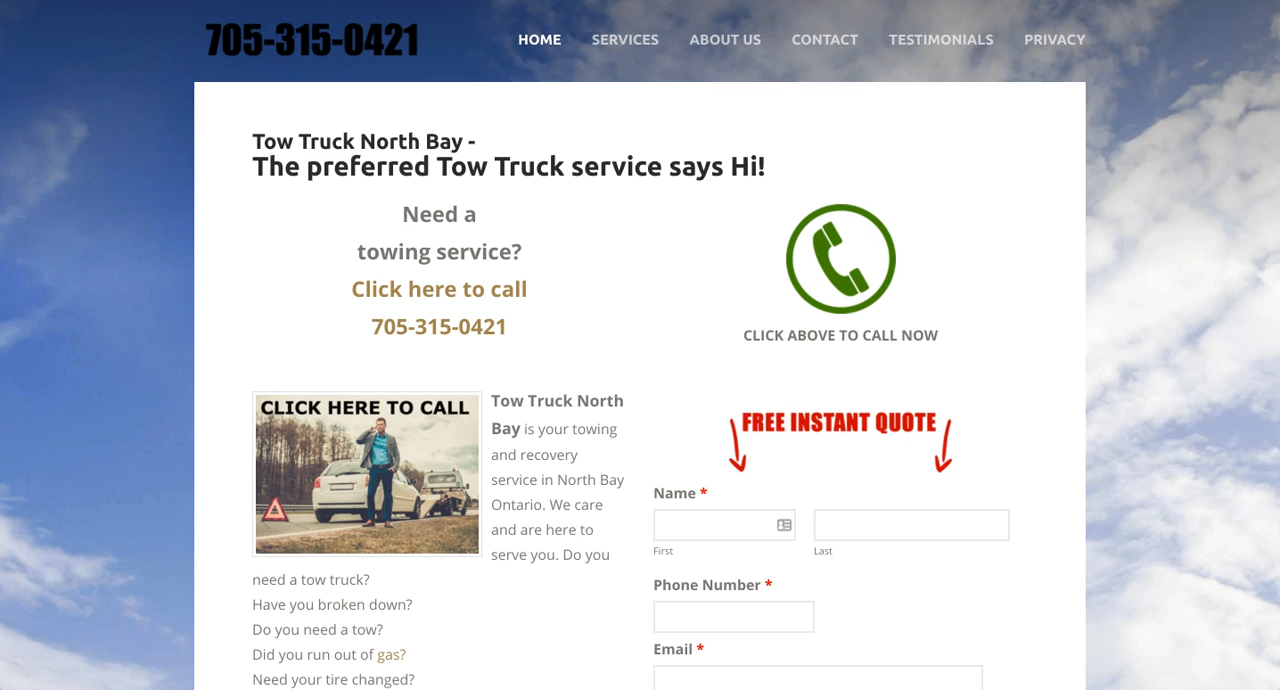 705-315-0421
HOME SERVICES ABOUT US CONTACT TESTIMONIALS PRIVACY
Tow Truck North Bay -
The preferred Tow Truck service says Hi!
Need a
towing service?
Click here to call
705-315-0421
CLICK ABOVE TO CALL NOW
CLICK HERE TO CALL
Tow Truck North
Bay is your towing
and recovery
service in North Bay
Ontario. We care
and are here to
serve you. Do you
need a tow truck?
Have you broken down?
Do you need a tow?
Did you run out of gas?
Need your tire changed?
FREE INSTANT QUOTE
Name *
First Last
Phone Number *
Email *